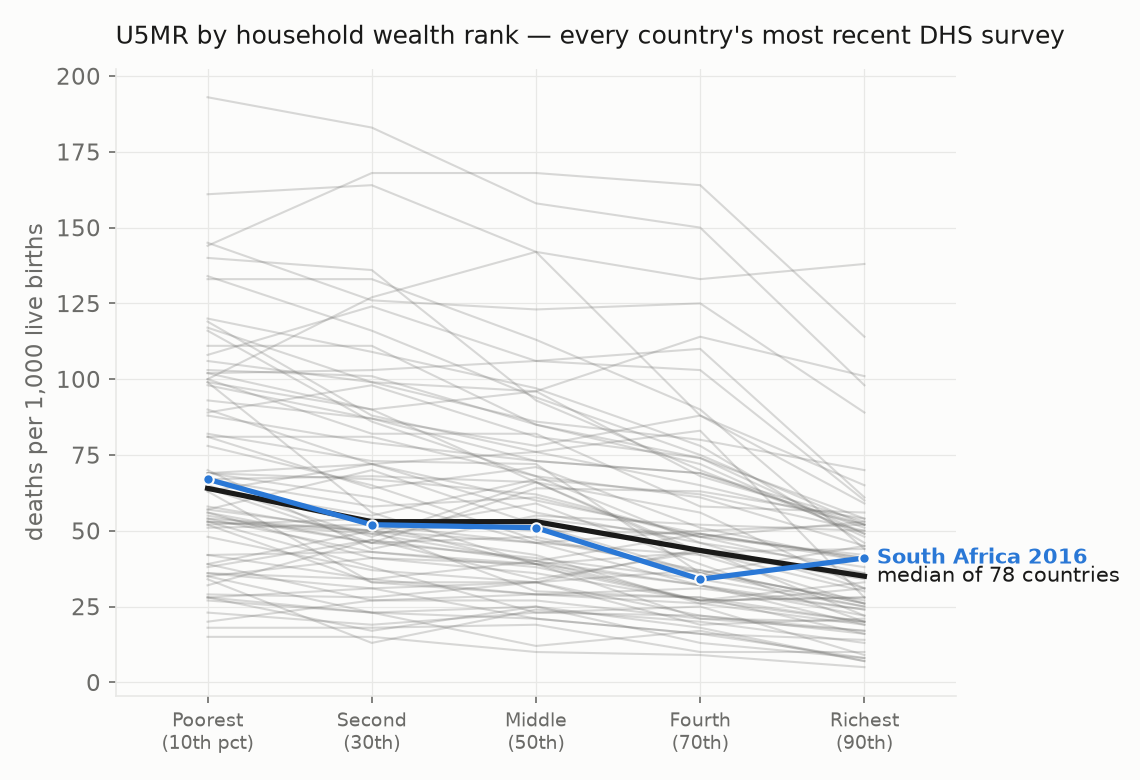 U5MR by household wealth rank — every country's most recent DHS survey
deaths per 1,000 live births
200
175
150
125
100
75
50
25
0
South Africa 2016
median of 78 countries
Poorest
(10th pct)
Second
(30th)
Middle
(50th)
Fourth
(70th)
Richest
(90th)